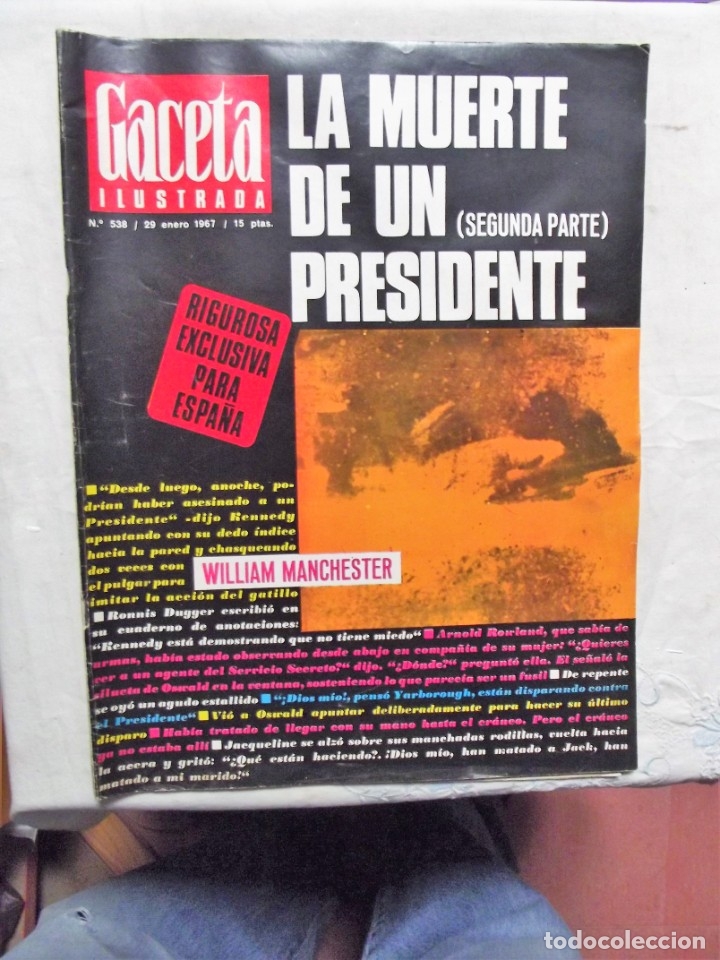 Gaceta
ILUSTRADA
N.º 538 / 29 enero 1967 / 15 ptas.
LA MUERTE
DE UN (SEGUNDA PARTE)
PRESIDENTE
RIGUROSA
EXCLUSIVA
PARA
ESPAÑA
"Desde luego, anoche, po-
drían haber asesinado a un
Presidente" -dijo Kennedy
apuntando con su dedo índice
hacia la pared y chasqueando
dos veces con
el pulgar para
imitar la acción del gatillo
WILLIAM MANCHESTER
Ronnis Dugger escribió en
su cuaderno de anotaciones:
"Kennedy está demostrando que no tiene miedo" Arnold Rowland, que sabía de
armas, había estado observando desde abajo en compañía de su mujer; "¿Quieres
ver a un agente del Servicio Secreto?" dijo. "¿Dónde?" preguntó ella. El señaló la
silueta de Oswald en la ventana, sosteniendo lo que parecía ser un fusil De repente
se oyó un agudo estallido "¡Dios mío!, pensó Yarborough, están disparando contra
el Presidente" Vió a Oswald apuntar deliberadamente para hacer su último
disparo Había tratado de llegar con su mano hasta el cráneo. Pero el cráneo
ya no estaba allí Jacqueline se alzó sobre sus manchadas rodillas, vuelta hacia
la acera y gritó: "¿Qué están haciendo?. ¡Dios mío, han matado a Jack, han
matado a mi marido!"
todocoleccion